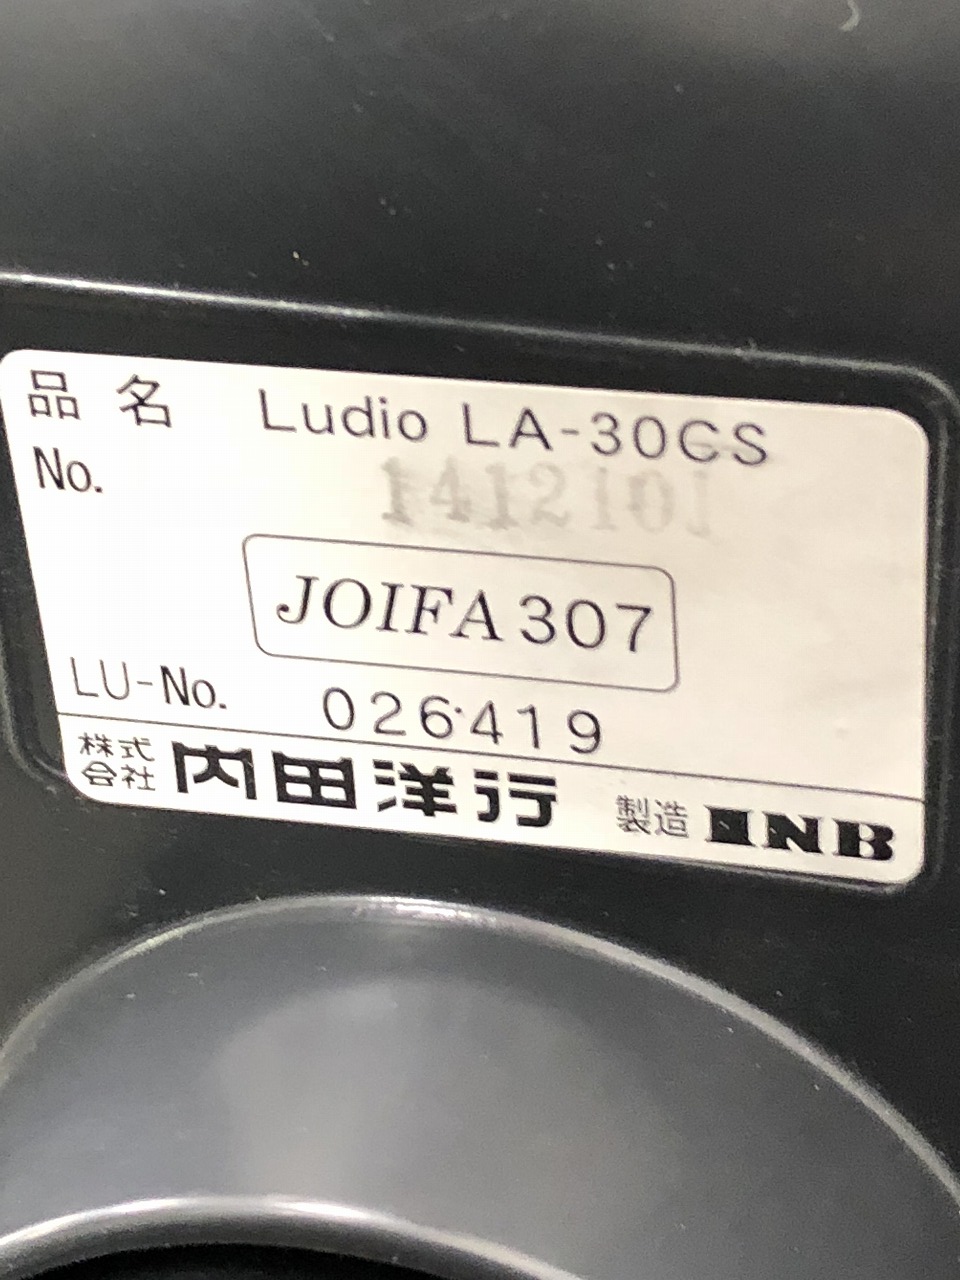 品名 Ludio LA-30CS
No. 1412101
JOIFA 307
LU-No. 026419
株式会社 内田洋行 製造 INB